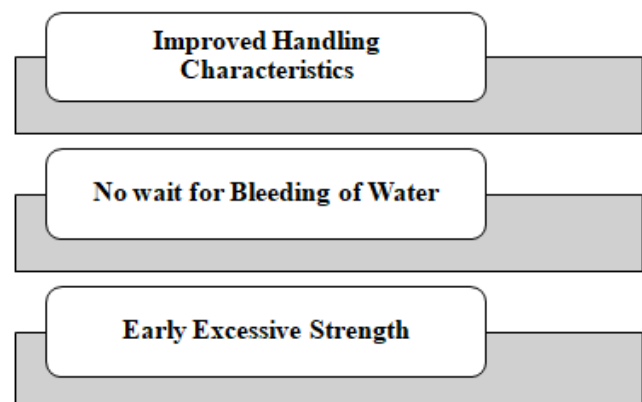 Improved Handling
Characteristics
No wait for Bleeding of Water
Early Excessive Strength